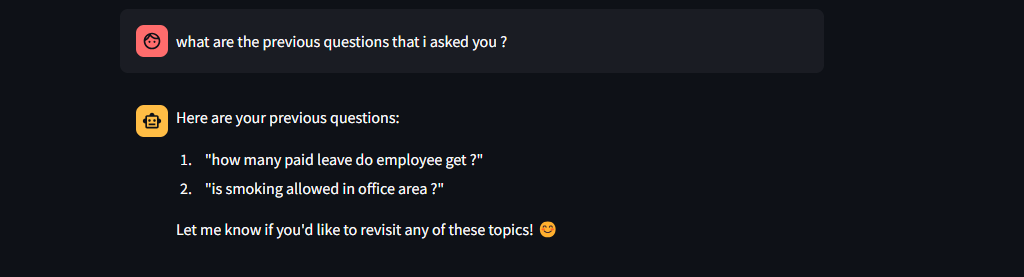 what are the previous questions that i asked you ?
Here are your previous questions:
1. "how many paid leave do employee get ?"
2. "is smoking allowed in office area ?"
Let me know if you'd like to revisit any of these topics! 😊